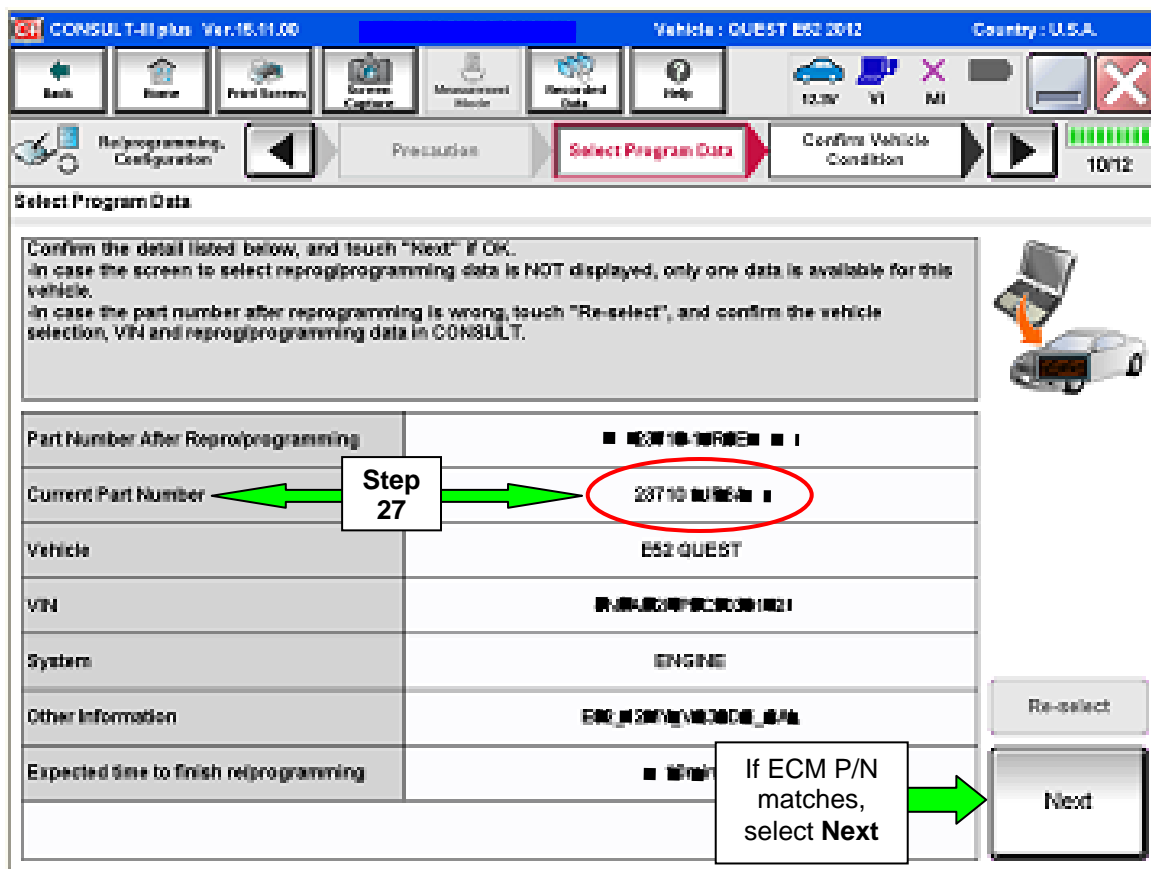 CONSULT-III plus Ver.15.11.00 Vehicle : QUEST E52 2012 Country : U.S.A.
Back Home Print Screen Screen Capture Measurement Mode Recorded Data Help 12.0V VI MI
Re/programming, Configuration Precaution Select Program Data Confirm Vehicle Condition 10/12
Select Program Data
Confirm the detail listed below, and touch "Next" if OK.
-In case the screen to select reprog/programming data is NOT displayed, only one data is available for this
vehicle.
-In case the part number after reprogramming is wrong, touch "Re-select", and confirm the vehicle
selection, VIN and reprog/programming data in CONSULT.
Part Number After Repro/programming
Current Part Number
Step
27
23710
Vehicle E52 QUEST
VIN
System ENGINE
Other Information
Re-select
Expected time to finish re/programming
If ECM P/N
matches,
select Next
Next